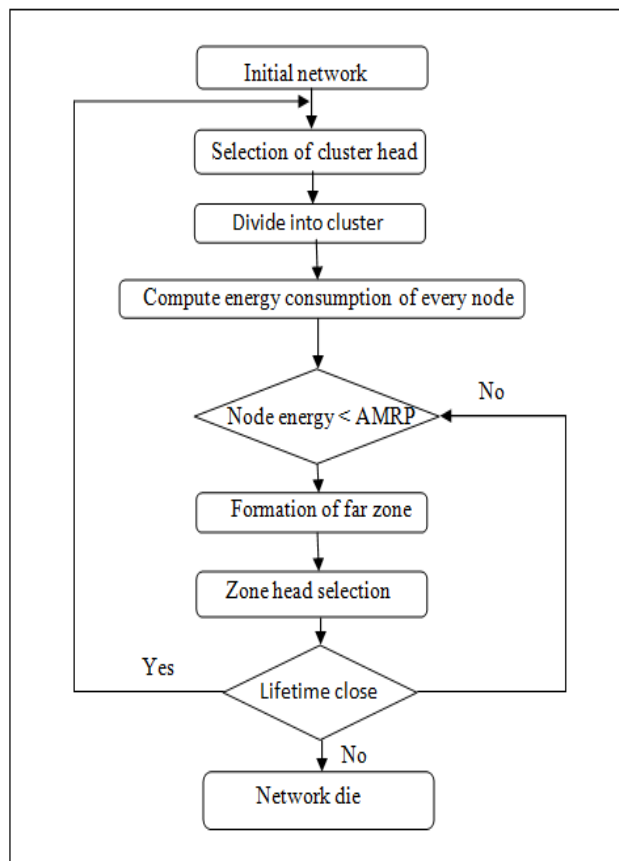 Initial network
Selection of cluster head
Divide into cluster
Compute energy consumption of every node
No
Node energy < AMRP
Formation of far zone
Zone head selection
Yes
Lifetime close
No
Network die